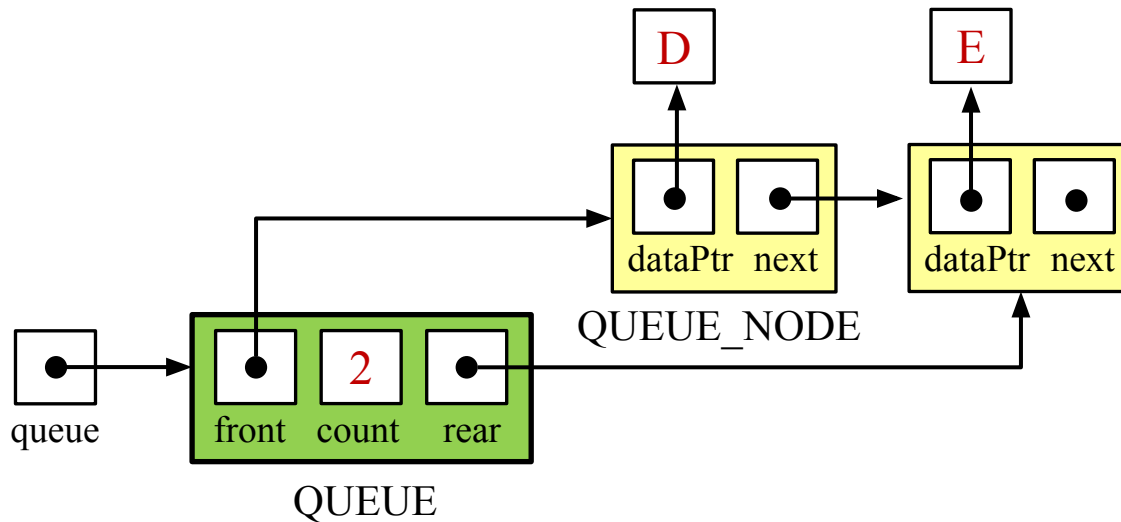 D E
dataPtr next dataPtr next
QUEUE_NODE
2
queue front count rear
QUEUE